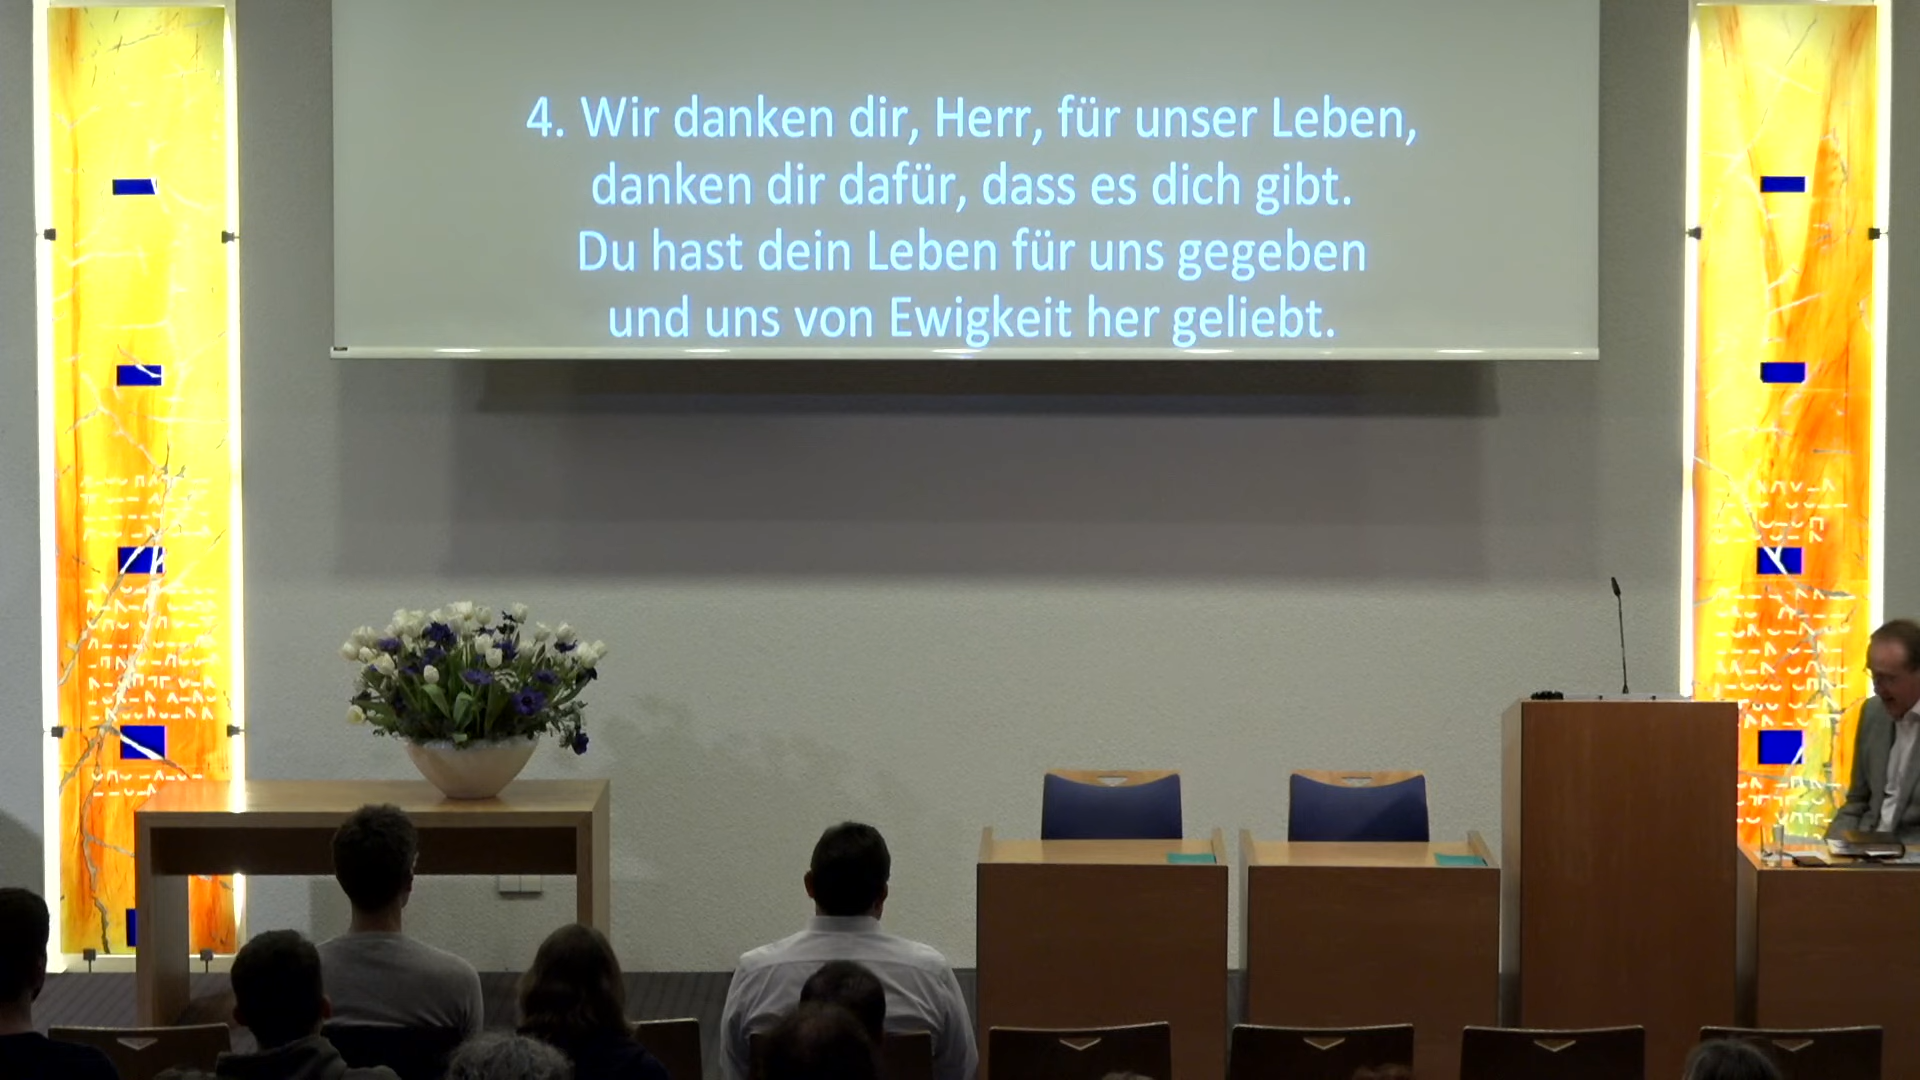 4. Wir danken dir, Herr, für unser Leben,
danken dir dafür, dass es dich gibt.
Du hast dein Leben für uns gegeben
und uns von Ewigkeit her geliebt.